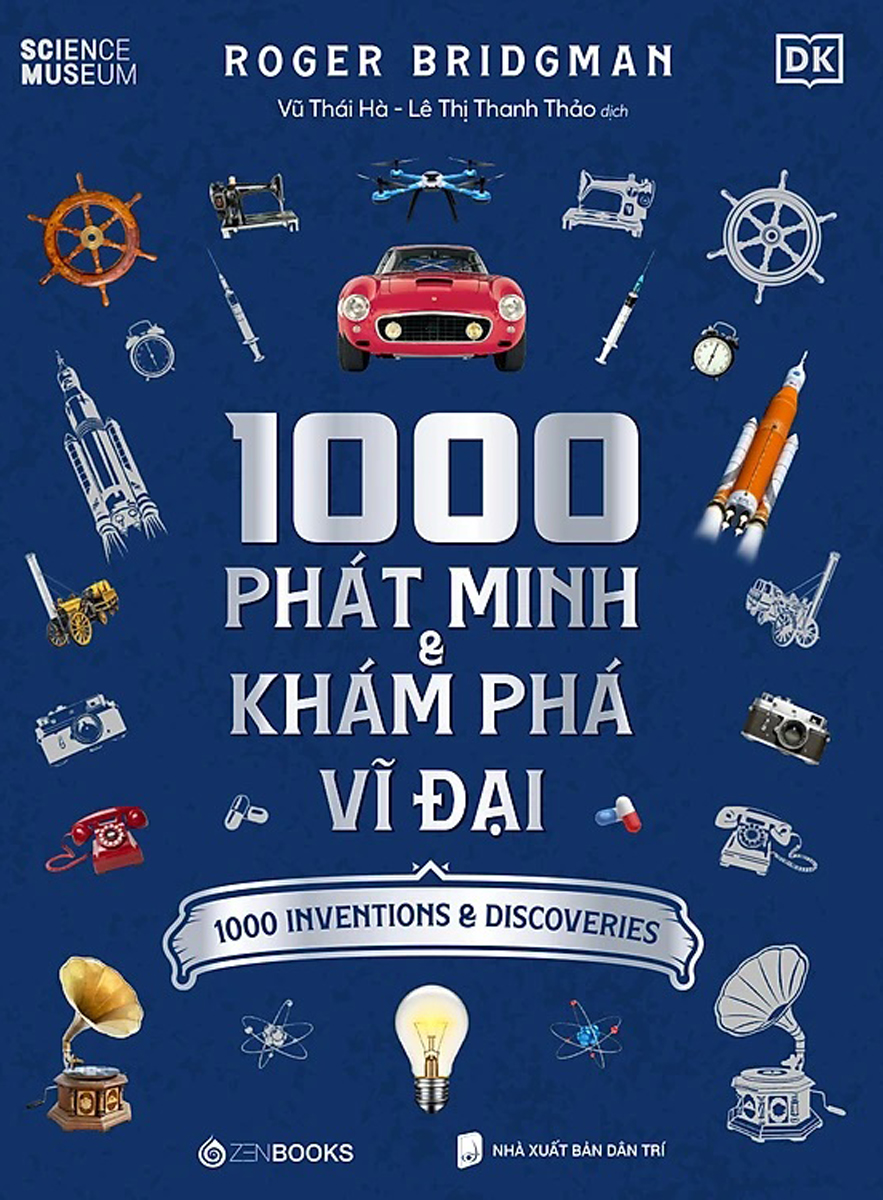 SCIENCE
MUSEUM
ROGER BRIDGMAN
DK
Vũ Thái Hà - Lê Thị Thanh Thảo dịch
1000
PHÁT MINH
&
KHÁM PHÁ
VĨ ĐẠI
1000 INVENTIONS & DISCOVERIES
ZENBOOKS
NHÀ XUẤT BẢN DÂN TRÍ